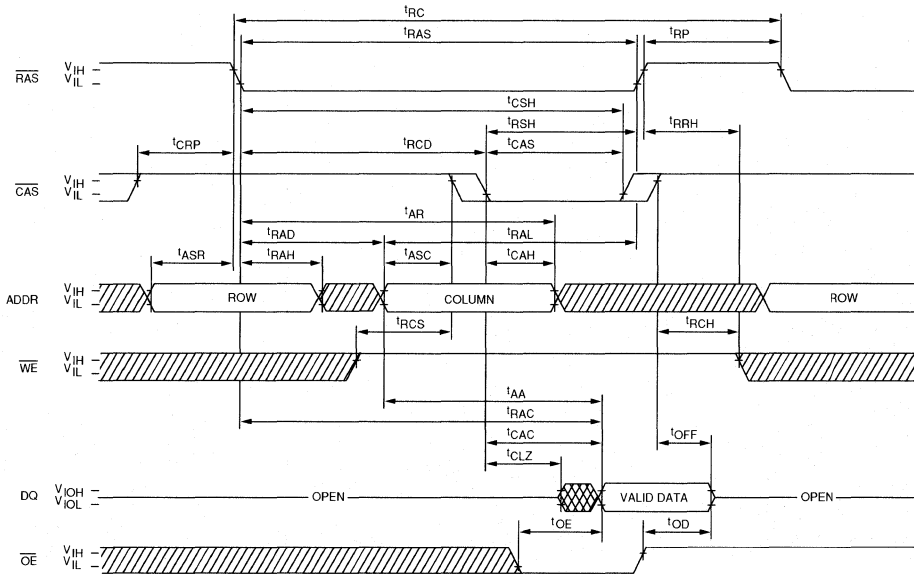 tRC
tRAS
tRP
RAS
VIH
VIL
tCSH
tRSH
tRRH
tCRP
tRCD
tCAS
CAS
VIH
VIL
tAR
tRAD
tRAL
tASR
tRAH
tASC
tCAH
ADDR
VIH
VIL
ROW
COLUMN
ROW
tRCS
tRCH
WE
VIH
VIL
tAA
tRAC
tCAC
tOFF
tCLZ
DQ
VIOH
VIOL
OPEN
VALID DATA
OPEN
tOE
tOD
OE
VIH
VIL